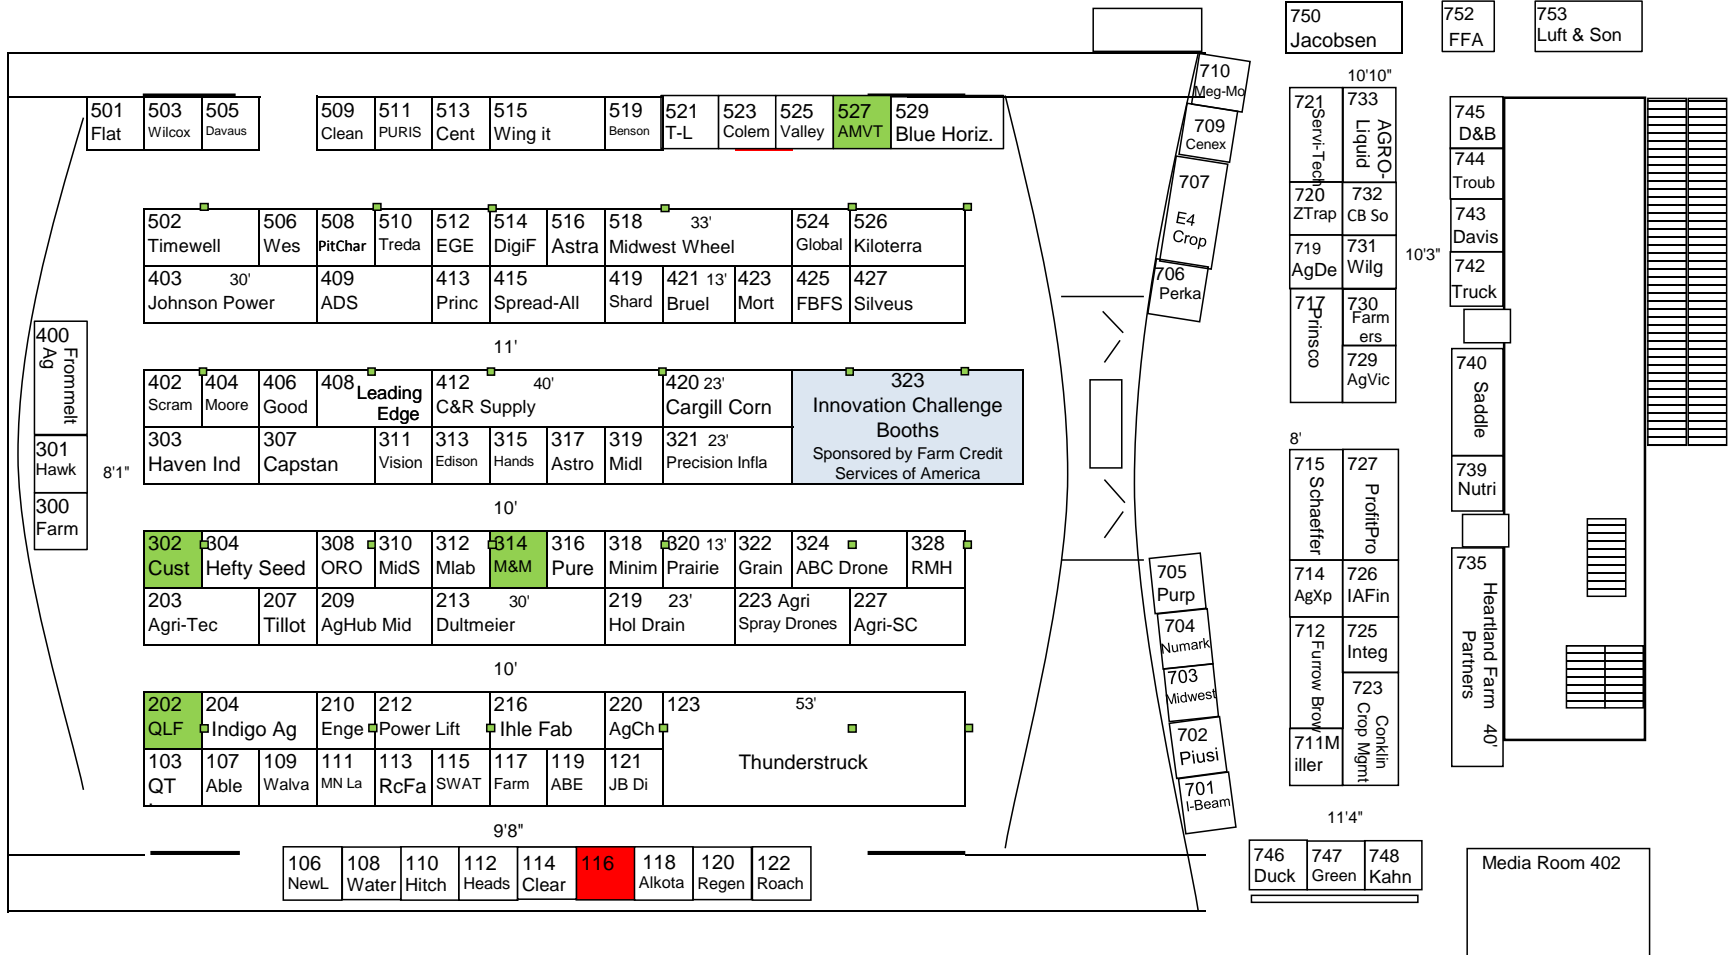 750
Jacobsen
752
FFA
753
Luft & Son
501
Flat
503
Wilcox
505
Davaus
509
Clean
511
PURIS
513
Cent
515
Wing it
519
Benson
521
T-L
523
Colem
525
Valley
527
AMVT
529
Blue Horiz.
710
Meg-Mo
709
Cenex
707
E4
Crop
706
Perka
10'10"
721
Servi-Tech
733
AGRO-
Liquid
720
ZTrap
732
CB So
719
AgDe
731
Wilg
10'3"
717
Prinsco
730
Farm
ers
729
AgVic
745
D&B
744
Troub
743
Davis
742
Truck
740
Saddle
739
Nutri
735
Heartland Farm
Partners
40'
502
Timewell
506
Wes
508
PitChar
510
Treda
512
EGE
514
DigiF
516
Astra
518
33'
Midwest Wheel
524
Global
526
Kiloterra
403
30'
Johnson Power
409
ADS
413
Princ
415
Spread-All
419
Shard
421 13'
Bruel
423
Mort
425
FBFS
427
Silveus
400
Frommelt
Ag
301
Hawk
300
Farm
8'1"
11'
402
Scram
404
Moore
406
Good
408
Leading
Edge
412
40'
C&R Supply
420 23'
Cargill Corn
323
Innovation Challenge
Booths
Sponsored by Farm Credit
Services of America
303
Haven Ind
307
Capstan
311
Vision
313
Edison
315
Hands
317
Astro
319
Midl
321 23'
Precision Infla
10'
302
Cust
304
Hefty Seed
308
ORO
310
MidS
312
Mlab
314
M&M
316
Pure
318
Minim
320 13'
Prairie
322
Grain
324
ABC Drone
328
RMH
203
Agri-Tec
207
Tillot
209
AgHub Mid
213
30'
Dultmeier
219
23'
Hol Drain
223 Agri
Spray Drones
227
Agri-SC
10'
202
QLF
204
Indigo Ag
210
Enge
212
Power Lift
216
Ihle Fab
220
AgCh
123
53'
Thunderstruck
103
QT
107
Able
109
Walva
111
MN La
113
RcFa
115
SWAT
117
Farm
119
ABE
121
JB Di
9'8"
106
NewL
108
Water
110
Hitch
112
Heads
114
Clear
116
118
Alkota
120
Regen
122
Roach
705
Purp
704
Numark
703
Midwest
702
Piusi
701
I-Beam
8'
715
Schaeffer
727
ProfitPro
714
AgXp
726
IAFin
712
Furrow Brow
725
Integ
723
Conklin
Crop Mgmt
711M
iller
11'4"
746
Duck
747
Green
748
Kahn
Media Room 402